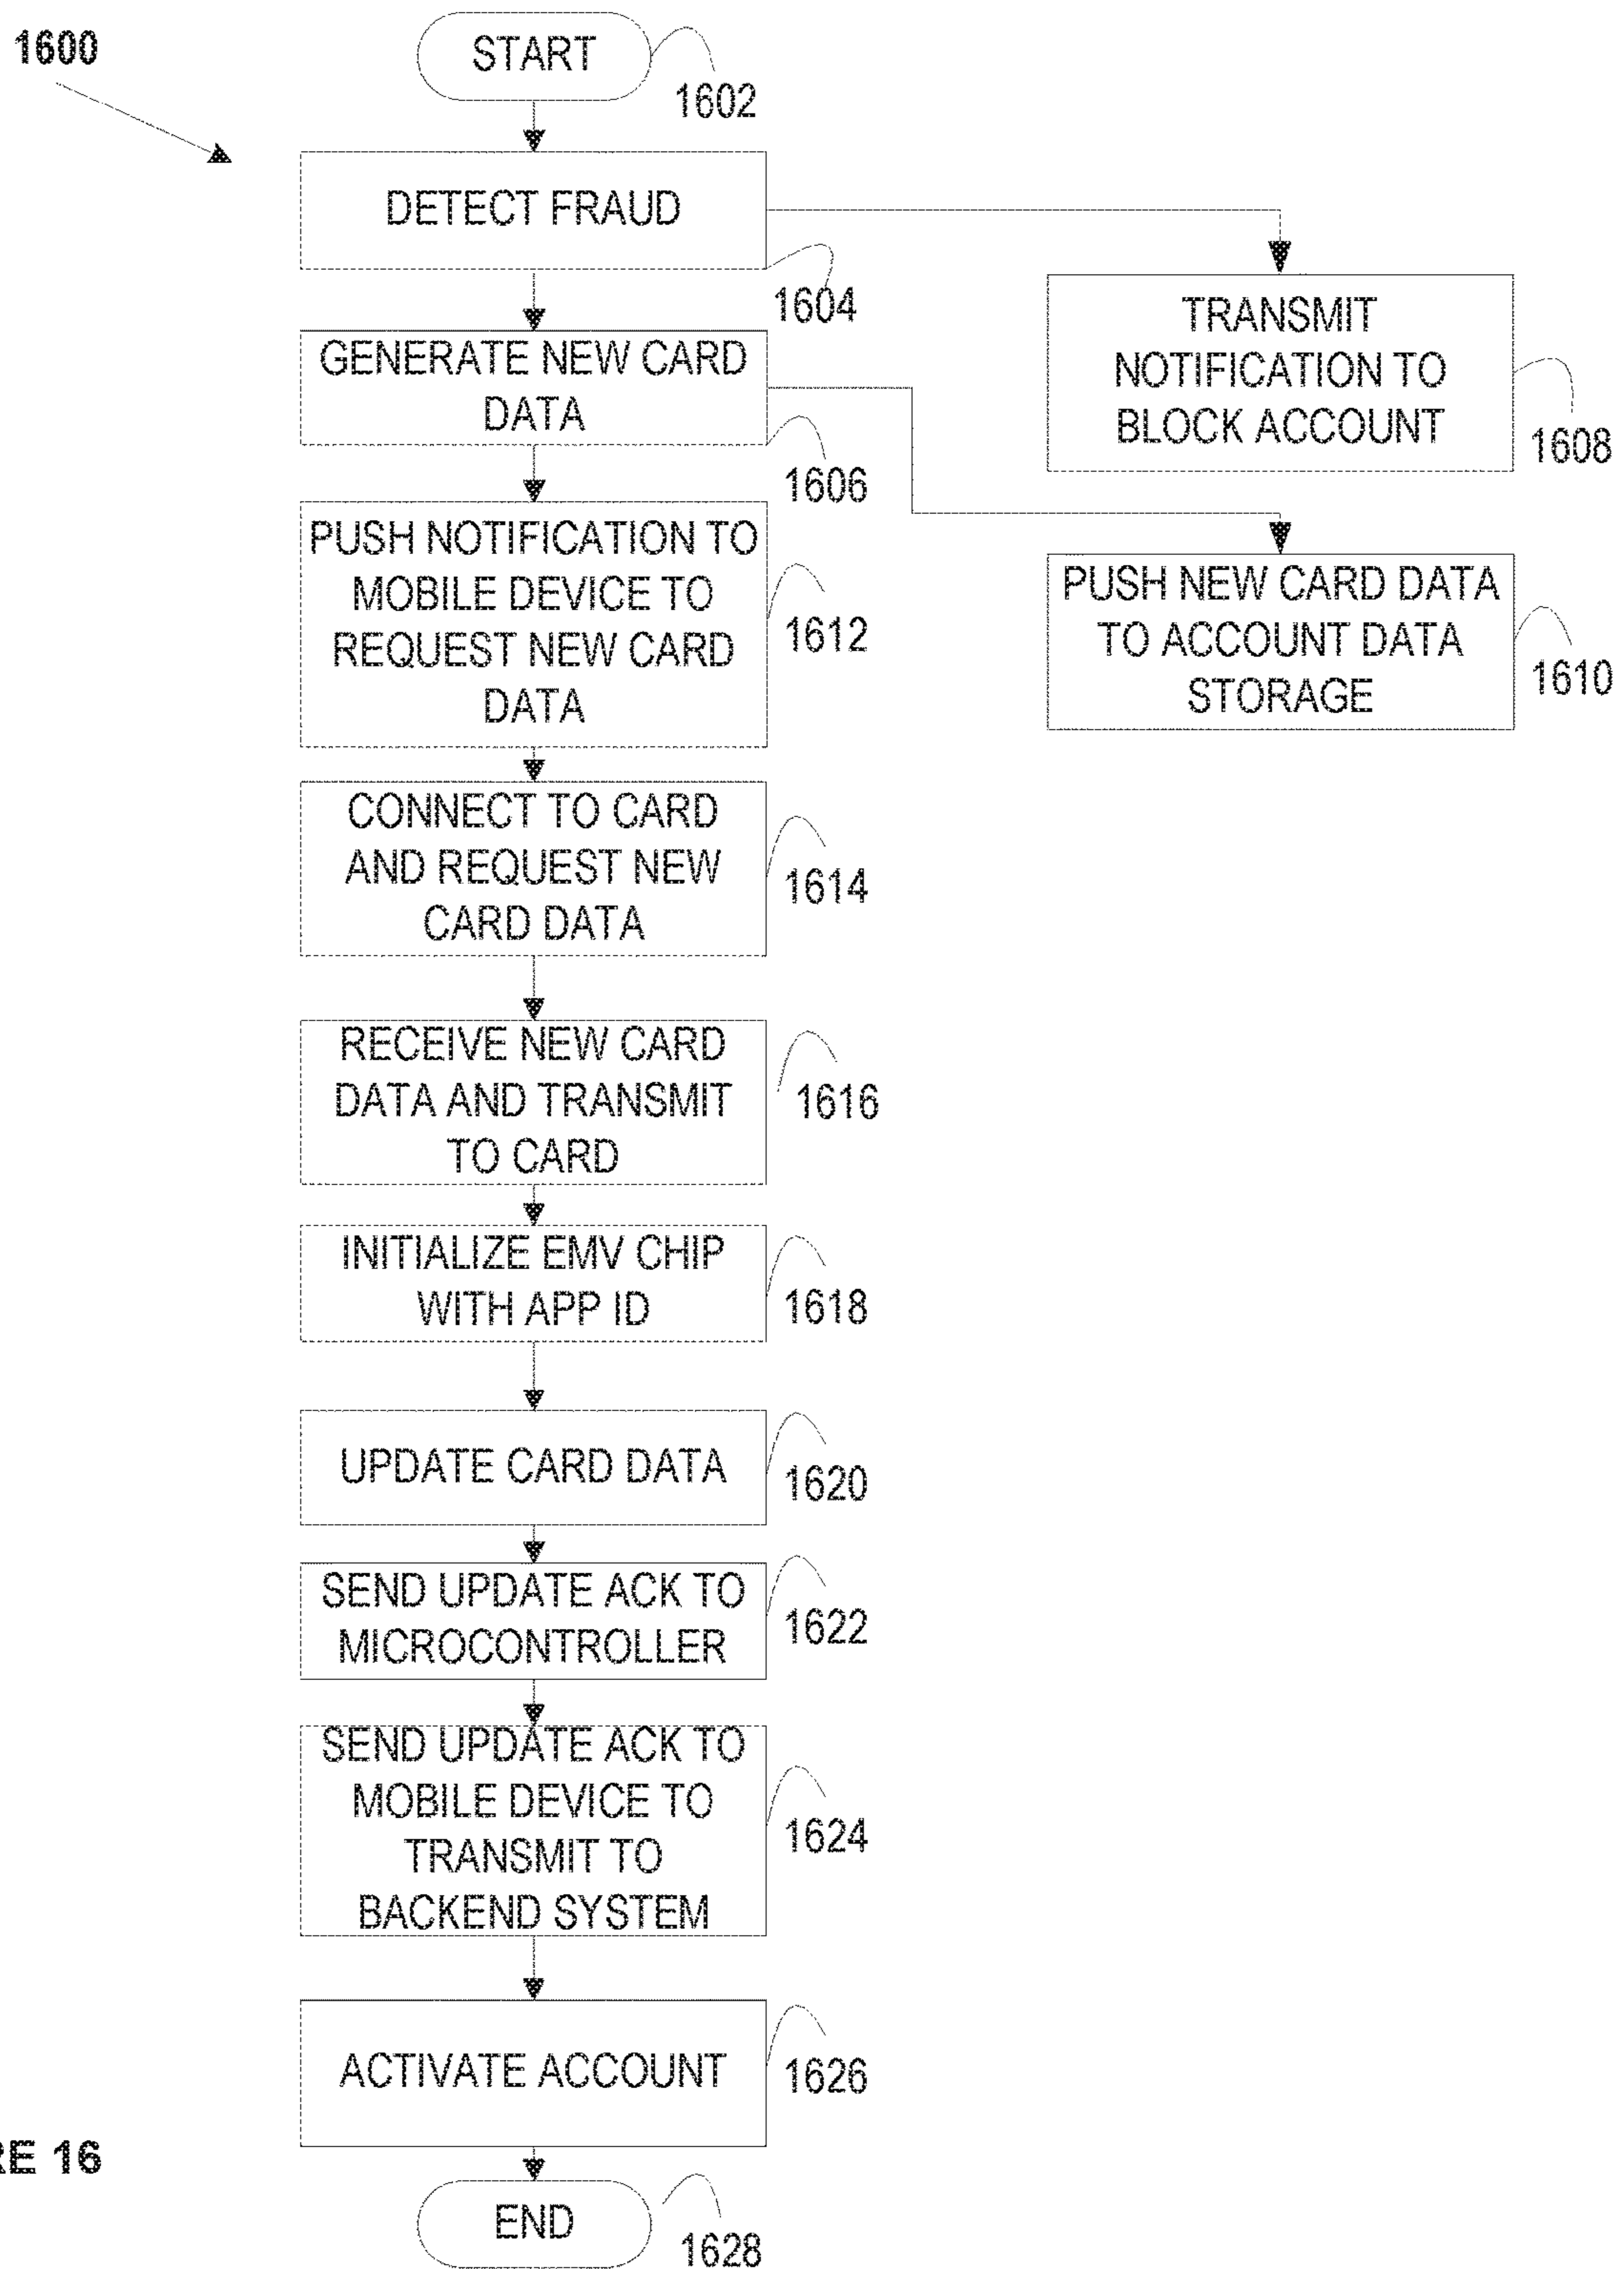 1600
START
1602
DETECT FRAUD
1604
TRANSMIT
NOTIFICATION TO
BLOCK ACCOUNT
1608
GENERATE NEW CARD
DATA
1606
PUSH NOTIFICATION TO
MOBILE DEVICE TO
REQUEST NEW CARD
DATA
1612
PUSH NEW CARD DATA
TO ACCOUNT DATA
STORAGE
1610
CONNECT TO CARD
AND REQUEST NEW
CARD DATA
1614
RECEIVE NEW CARD
DATA AND TRANSMIT
TO CARD
1616
INITIALIZE EMV CHIP
WITH APP ID
1618
UPDATE CARD DATA
1620
SEND UPDATE ACK TO
MICROCONTROLLER
1622
SEND UPDATE ACK TO
MOBILE DEVICE TO
TRANSMIT TO
BACKEND SYSTEM
1624
ACTIVATE ACCOUNT
1626
RE 16
END
1628